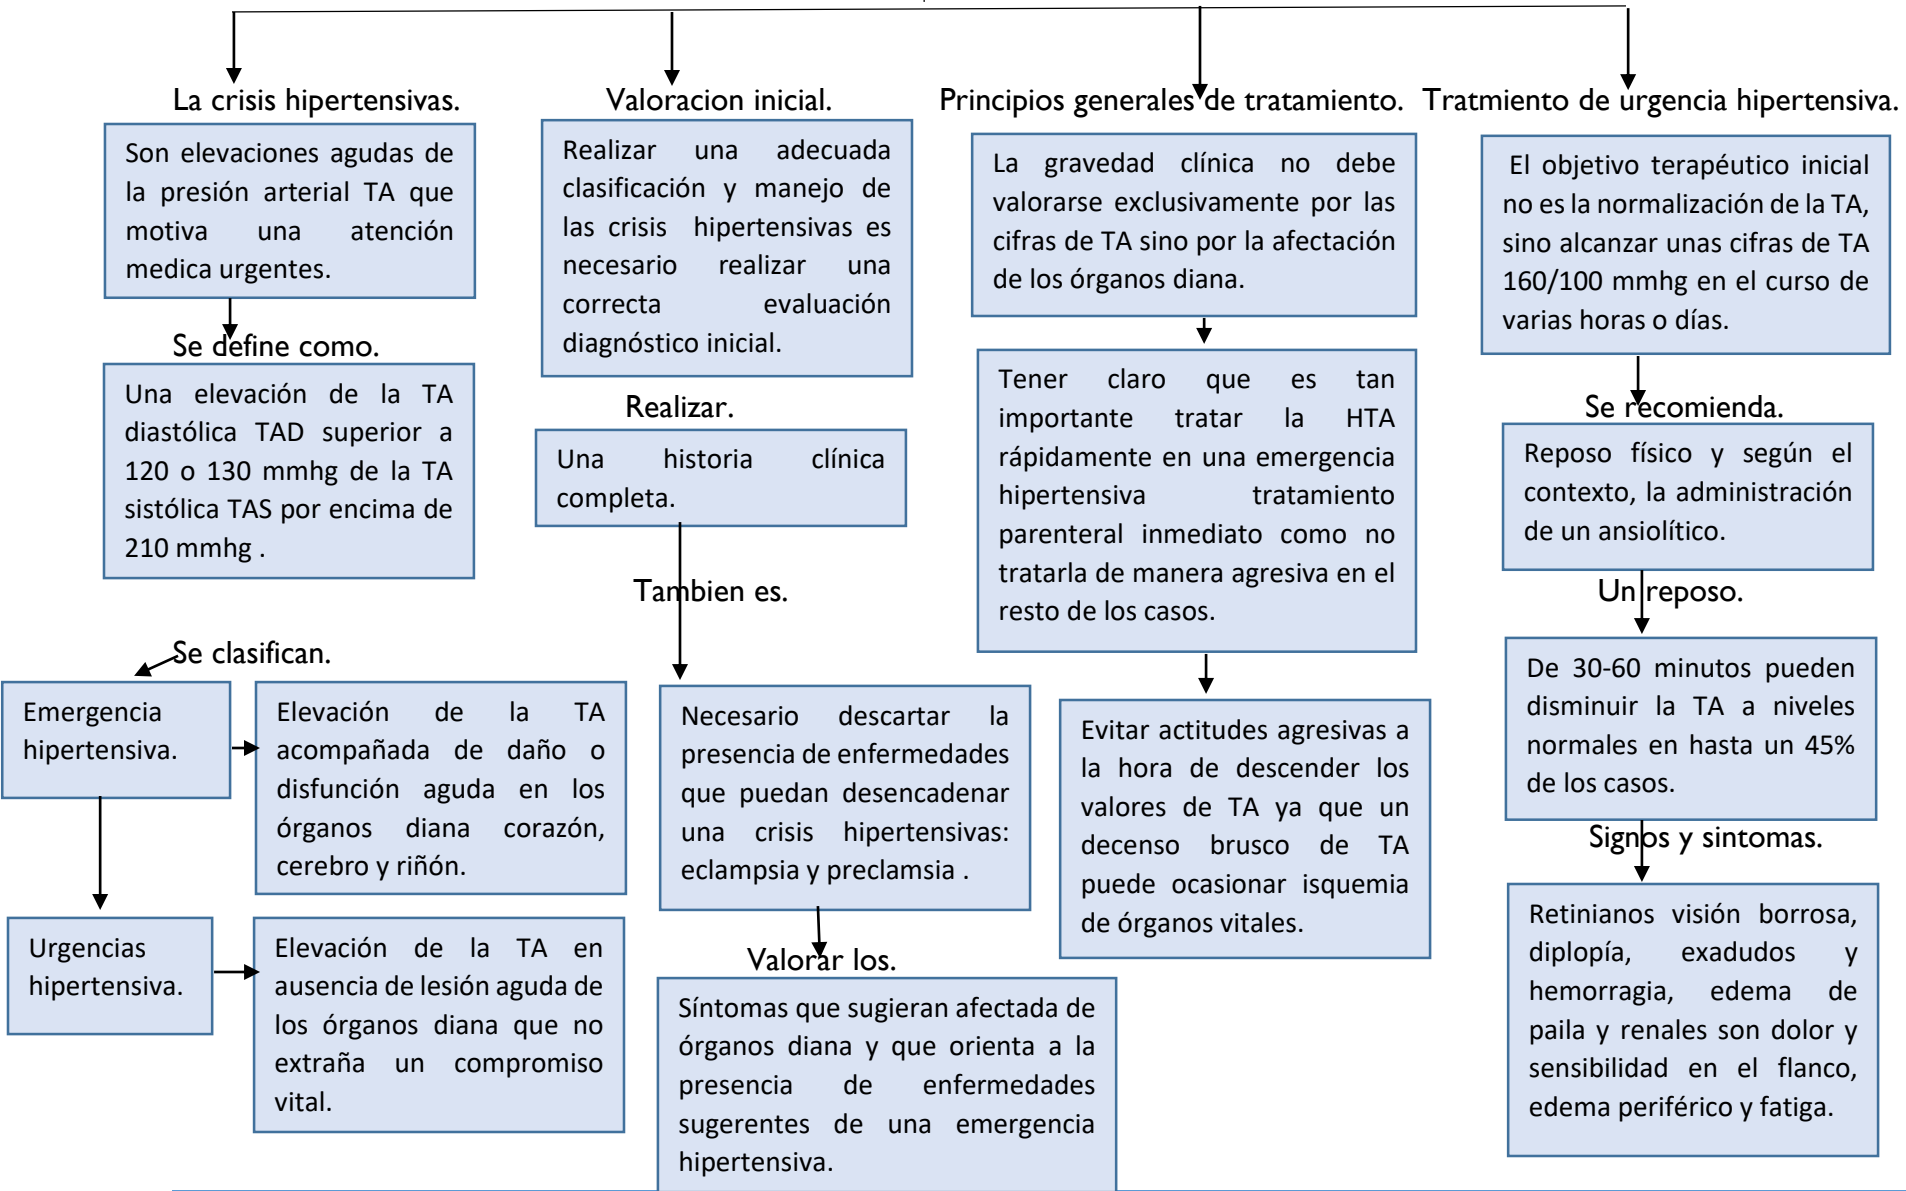 La crisis hipertensivas.
Son elevaciones agudas de
la presión arterial TA que
motiva una atención
medica urgentes.
Se define como.
Una elevación de la TA
diastólica TAD superior a
120 o 130 mmhg de la TA
sistólica TAS por encima de
210 mmhg .
Se clasifican.
Emergencia
hipertensiva.
Elevación de la TA
acompañada de daño o
disfunción aguda en los
órganos diana corazón,
cerebro y riñón.
Urgencias
hipertensiva.
Elevación de la TA en
ausencia de lesión aguda de
los órganos diana que no
extraña un compromiso
vital.
Valoracion inicial.
Realizar una adecuada
clasificación y manejo de
las crisis hipertensivas es
necesario realizar una
correcta evaluación
diagnóstico inicial.
Realizar.
Una historia clínica
completa.
Tambien es.
Necesario descartar la
presencia de enfermedades
que puedan desencadenar
una crisis hipertensivas:
eclampsia y preclamsia .
Valorar los.
Síntomas que sugieran afectada de
órganos diana y que orienta a la
presencia de enfermedades
sugerentes de una emergencia
hipertensiva.
Principios generales de tratamiento.
La gravedad clínica no debe
valorarse exclusivamente por las
cifras de TA sino por la afectación
de los órganos diana.
Tener claro que es tan
importante tratar la HTA
rápidamente en una emergencia
hipertensiva tratamiento
parenteral inmediato como no
tratarla de manera agresiva en el
resto de los casos.
Evitar actitudes agresivas a
la hora de descender los
valores de TA ya que un
decenso brusco de TA
puede ocasionar isquemia
de órganos vitales.
Tratmiento de urgencia hipertensiva.
El objetivo terapéutico inicial
no es la normalización de la TA,
sino alcanzar unas cifras de TA
160/100 mmhg en el curso de
varias horas o días.
Se recomienda.
Reposo físico y según el
contexto, la administración
de un ansiolítico.
Un reposo.
De 30-60 minutos pueden
disminuir la TA a niveles
normales en hasta un 45%
de los casos.
Signos y sintomas.
Retinianos visión borrosa,
diplopía, exadudos y
hemorragia, edema de
paila y renales son dolor y
sensibilidad en el flanco,
edema periférico y fatiga.